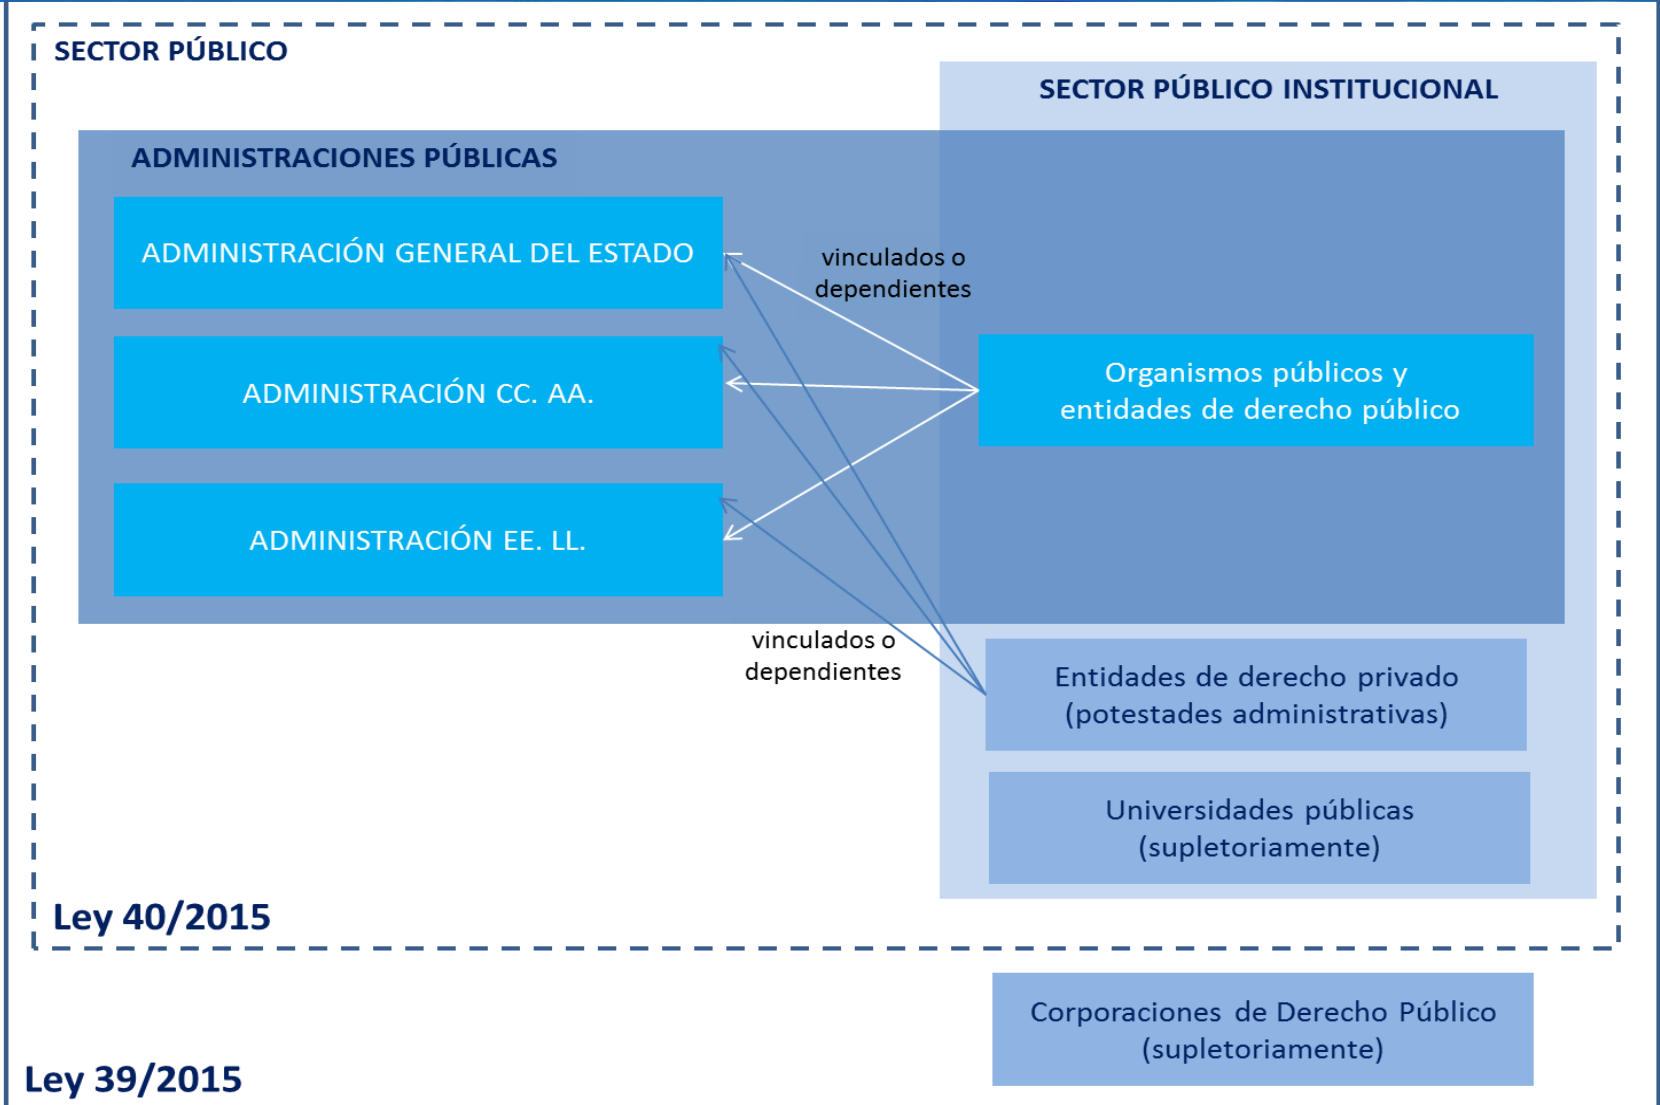 SECTOR PÚBLICO
SECTOR PÚBLICO INSTITUCIONAL
ADMINISTRACIONES PÚBLICAS
ADMINISTRACIÓN GENERAL DEL ESTADO
vinculados o
dependientes
ADMINISTRACIÓN CC. AA.
Organismos públicos y
entidades de derecho público
ADMINISTRACIÓN EE. LL.
vinculados o
dependientes
Entidades de derecho privado
(potestades administrativas)
Universidades públicas
(supletoriamente)
Ley 40/2015
Corporaciones de Derecho Público
(supletoriamente)
Ley 39/2015